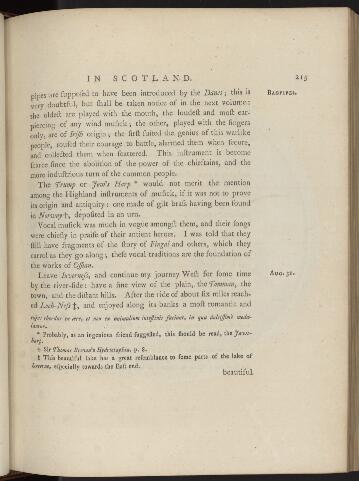 IN SCOTLAND. 215
pipes are ſuppoſed to have been introduced by the Danes; this is BAGPIPES.
very doubtful, but ſhall be taken notice of in the next volume:
the oldeſt are played with the mouth, the loudeſt and moſt ear-
piercing of any wind muſick; the other, played with the fingers
only, are of Iriſh origin; the firſt ſuited the genius of this warlike
people, rouſed their courage to battle, alarmed them when ſecure,
and collected them when ſcattered. This inſtrument is become
ſcarce ſince the abolition of the power of the chieftains, and the
more induſtrious turn of the common people.
The Trump or Jew's Harp * would not merit the mention
among the Highland inſtruments of muſick, if it was not to prove
its origin and antiquity: one made of gilt braſs having been found
in Norway†, depoſited in an urn.
Vocal muſick was much in vogue amongſt them, and their ſongs
were chiefly in praiſe of their antient heroes. I was told that they
ſtill have fragments of the ſtory of Fingal and others, which they
carrol as they go along; theſe vocal traditions are the foundation of
the works of Oſſian.
Leave Inverneſs, and continue my journey Weſt for ſome time AUG. 31.
by the river-ſide: have a fine view of the plain, the Tomman, the
town, and the diſtant hills. After the ride of about ſix miles reach-
ed Loch-Neſs ‡, and enjoyed along its banks a moſt romantic and
* Probably, as an ingenious friend ſuggeſted, this ſhould be read, the Jaws-
harp.
† Sir Thomas Brown's Hydriotaphia, p. 8.
‡ This beautiful lake has a great reſemblance to ſome parts of the lake of
Lucerne, eſpecially towards the Eaſt end.
beautiful